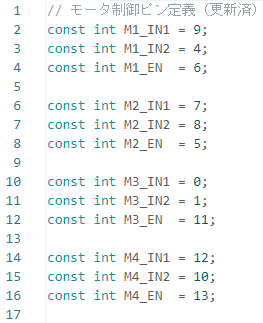 1 // モータ制御ピン定義（更新済）
2 const int M1_IN1 = 9;
3 const int M1_IN2 = 4;
4 const int M1_EN  = 6;
5
6 const int M2_IN1 = 7;
7 const int M2_IN2 = 8;
8 const int M2_EN  = 5;
9
10 const int M3_IN1 = 0;
11 const int M3_IN2 = 1;
12 const int M3_EN  = 11;
13
14 const int M4_IN1 = 12;
15 const int M4_IN2 = 10;
16 const int M4_EN  = 13;
17